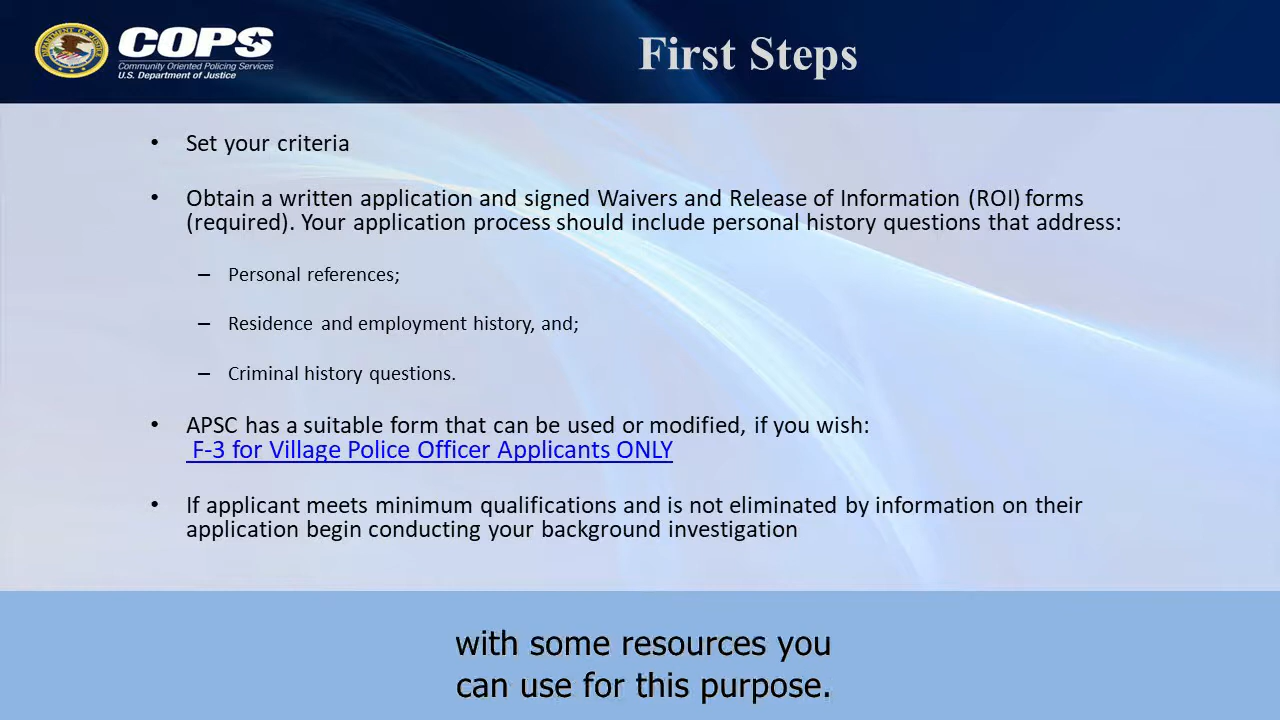 COPS
Community Oriented Policing Services
U.S. Department of Justice
First Steps
• Set your criteria
• Obtain a written application and signed Waivers and Release of Information (ROI) forms
(required). Your application process should include personal history questions that address:
– Personal references;
– Residence and employment history, and;
– Criminal history questions.
• APSC has a suitable form that can be used or modified, if you wish:
F-3 for Village Police Officer Applicants ONLY
• If applicant meets minimum qualifications and is not eliminated by information on their
application begin conducting your background investigation
with some resources you
can use for this purpose.